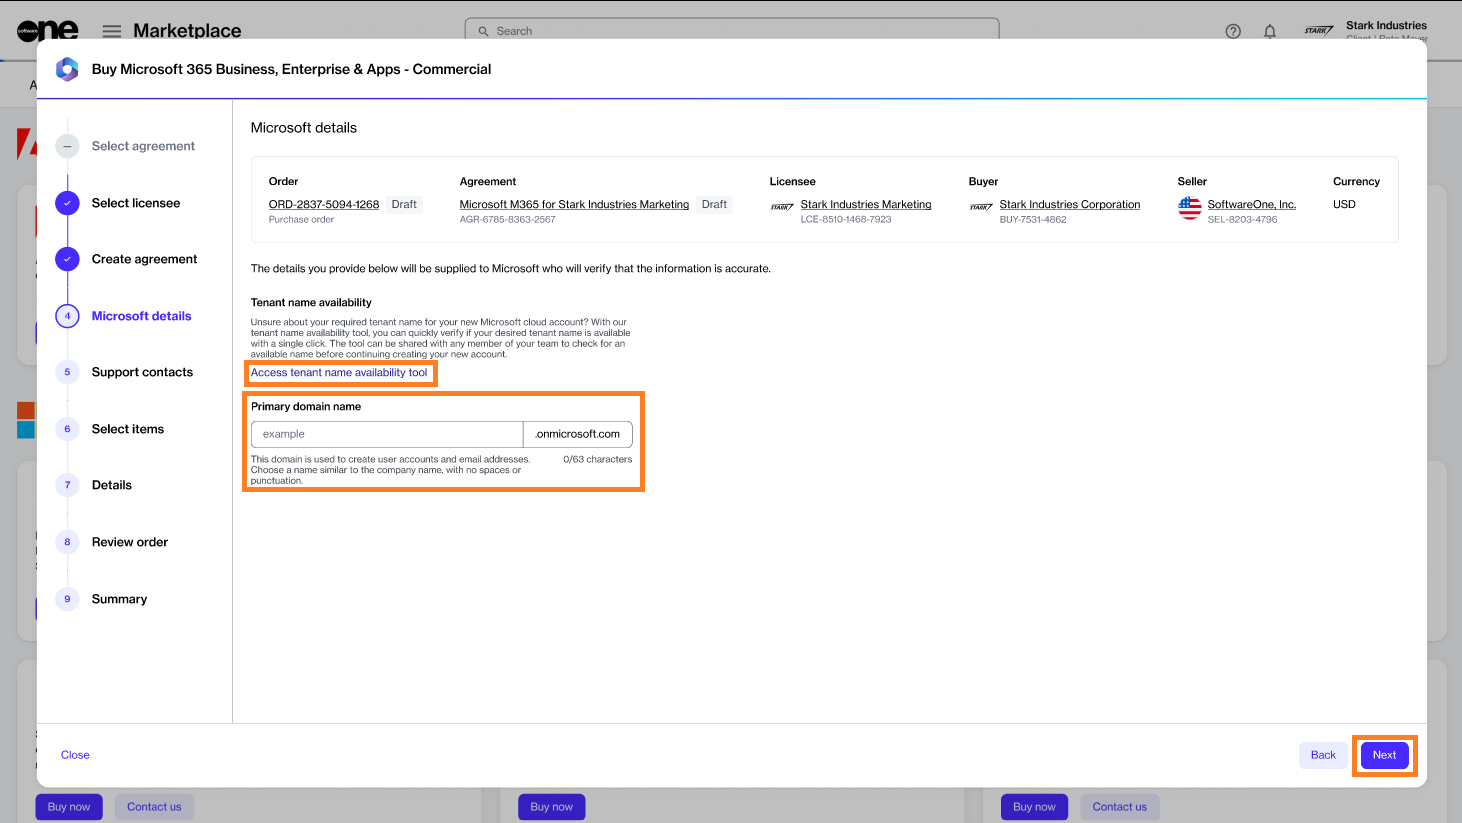 software one
Marketplace
Search
Stark Industries
STARK
Buy Microsoft 365 Business, Enterprise & Apps - Commercial
Select agreement
Select licensee
Create agreement
4 Microsoft details
5 Support contacts
6 Select items
7 Details
8 Review order
9 Summary
Microsoft details
Order Agreement Licensee Buyer Seller Currency
ORD-2837-5094-1268 Draft Microsoft M365 for Stark Industries Marketing Draft STARK Stark Industries Marketing STARK Stark Industries Corporation SoftwareOne, Inc. USD
Purchase order AGR-6785-8363-2567 LCE-8510-1468-7923 BUY-7531-4862 SEL-8203-4796
The details you provide below will be supplied to Microsoft who will verify that the information is accurate.
Tenant name availability
Unsure about your required tenant name for your new Microsoft cloud account? With our
tenant name availability tool, you can quickly verify if your desired tenant name is available
with a single click. The tool can be shared with any member of your team to check for an
available name before continuing creating your new account.
Access tenant name availability tool
Primary domain name
example .onmicrosoft.com
This domain is used to create user accounts and email addresses. 0/63 characters
Choose a name similar to the company name, with no spaces or
punctuation.
Close Back Next
Buy now Contact us Buy now Buy now Contact us